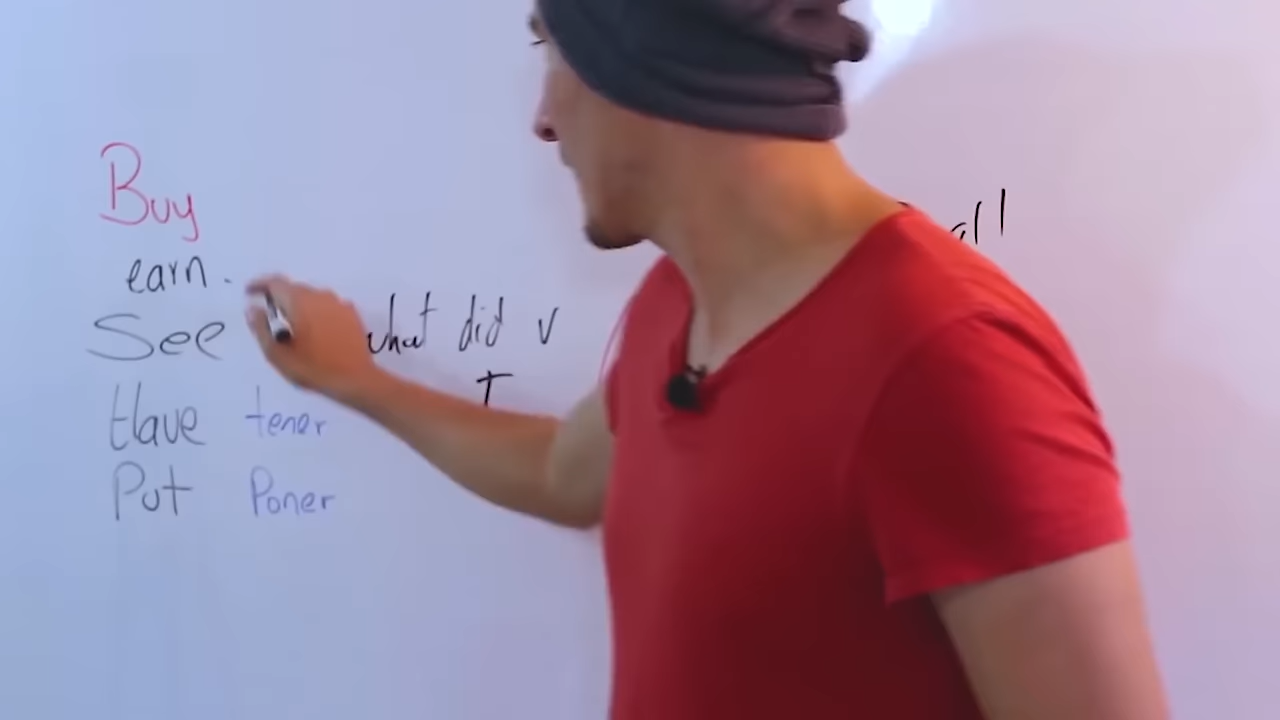 Buy
earn.
See what did
Have tener
Put Poner